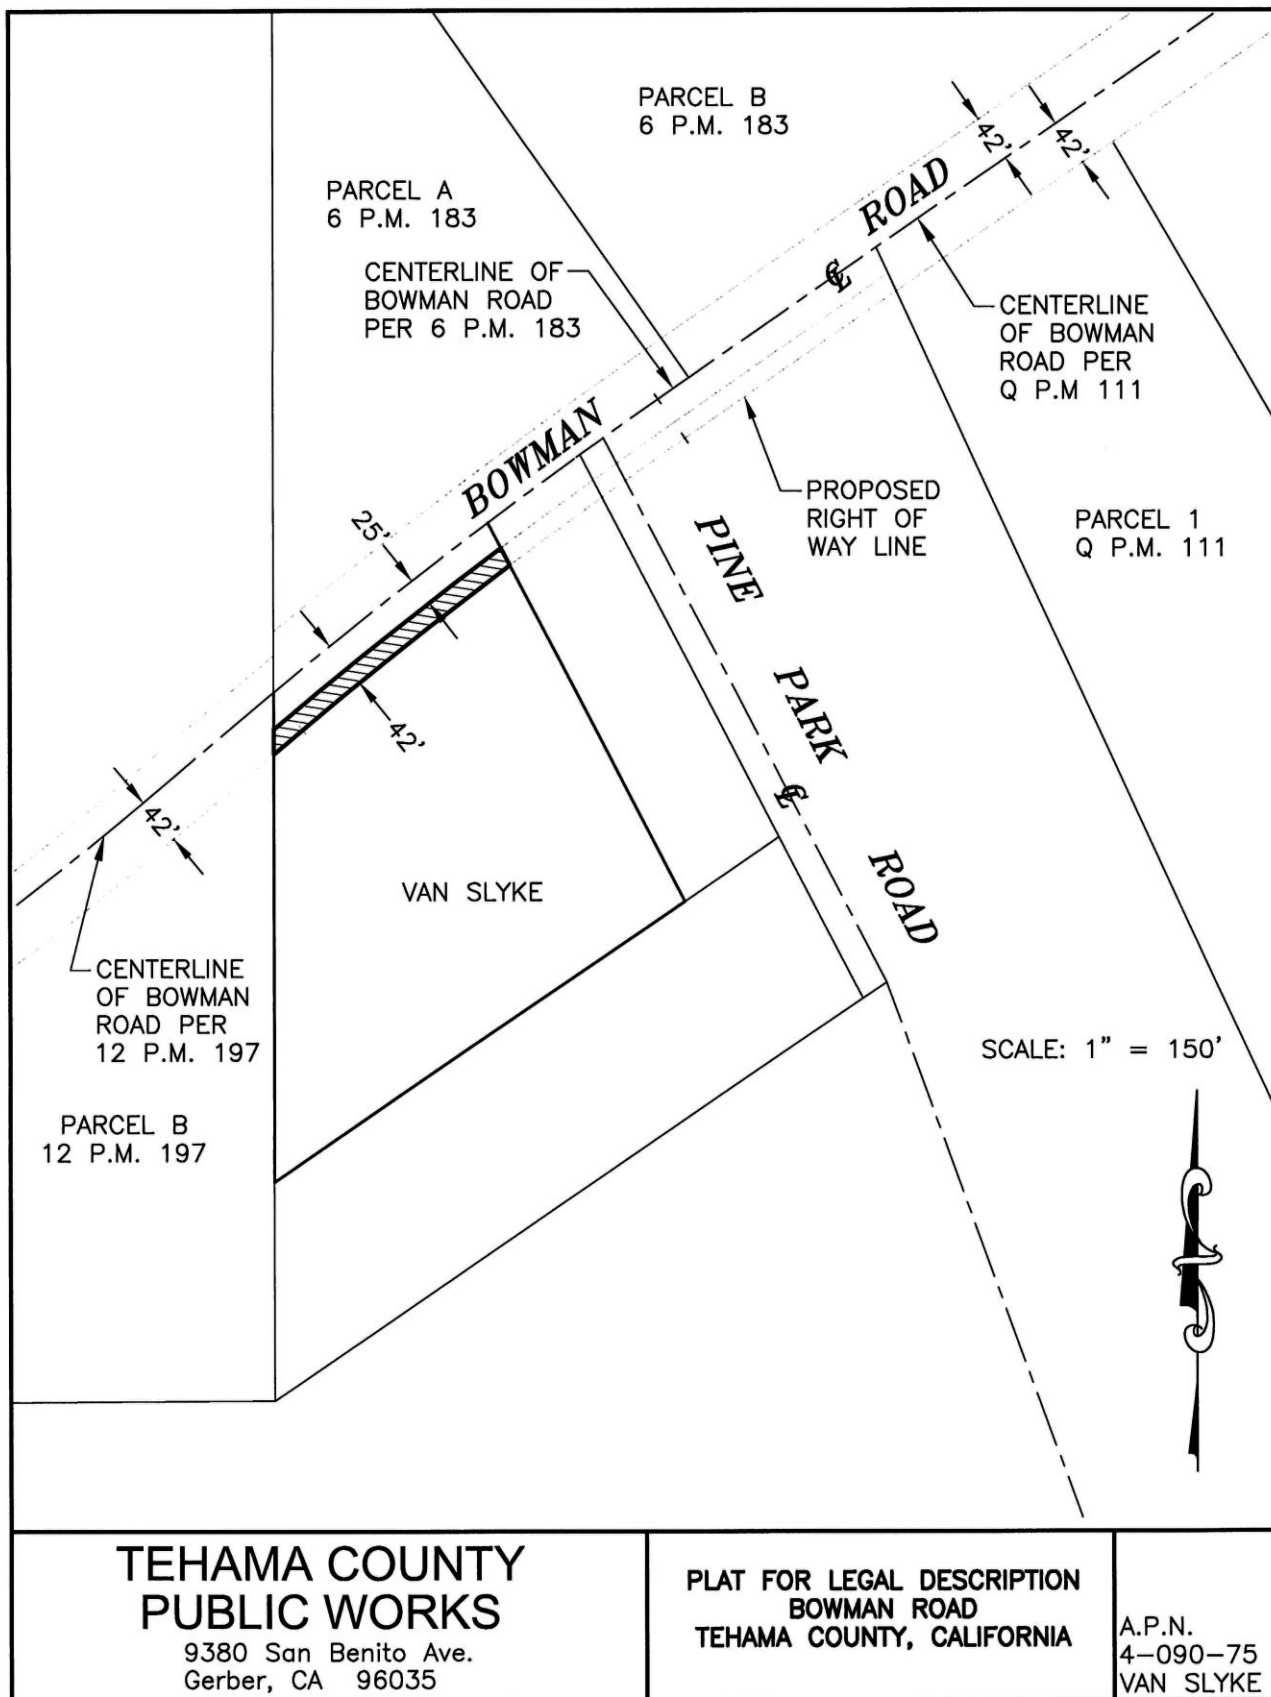 PARCEL B
6 P.M. 183
42'
42'
PARCEL A
6 P.M. 183
ROAD
CENTERLINE OF
BOWMAN ROAD
PER 6 P.M. 183
℄
CENTERLINE
OF BOWMAN
ROAD PER
Q P.M 111
BOWMAN
PROPOSED
RIGHT OF
WAY LINE
PARCEL 1
Q P.M. 111
25'
PINE
PARK
42'
42'
℄
ROAD
VAN SLYKE
CENTERLINE
OF BOWMAN
ROAD PER
12 P.M. 197
SCALE: 1" = 150'
PARCEL B
12 P.M. 197
TEHAMA COUNTY
PUBLIC WORKS
9380 San Benito Ave.
Gerber, CA 96035
PLAT FOR LEGAL DESCRIPTION
BOWMAN ROAD
TEHAMA COUNTY, CALIFORNIA
A.P.N.
4-090-75
VAN SLYKE